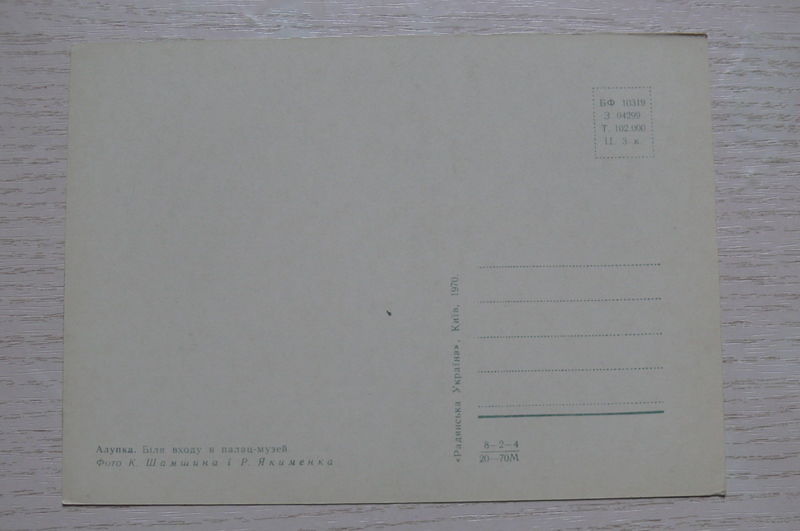 БФ 10319
З. 04299
Т. 102.000
Ц. 3 к.
«Радянська Україна», Київ, 1970.
Алупка. Біля входу в палац-музей.
Фото К. Шамшина і Р. Якименка
8—2—4
20—70М